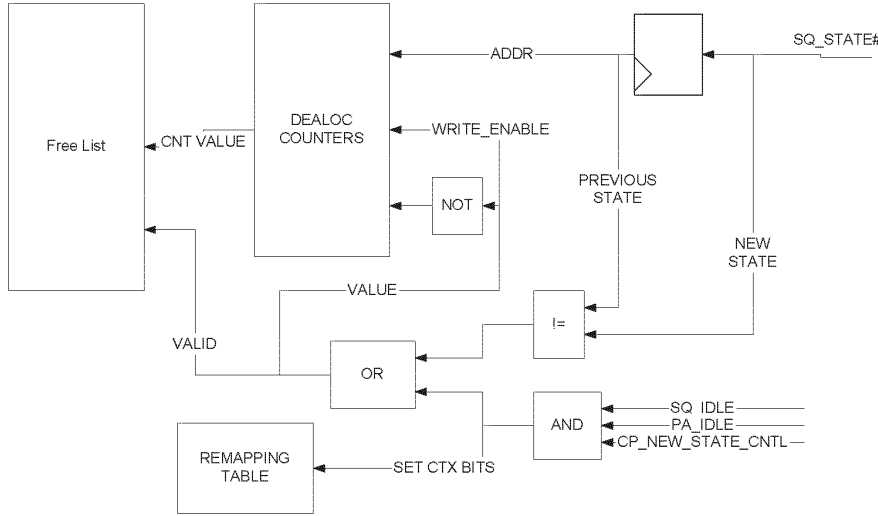 SQ_STATE#
ADDR
Free List
CNT VALUE
DEALOC
COUNTERS
WRITE_ENABLE
NOT
PREVIOUS
STATE
NEW
STATE
VALUE
!=
VALID
OR
AND
SQ_IDLE
PA_IDLE
CP_NEW_STATE_CNTL
REMAPPING
TABLE
SET CTX BITS